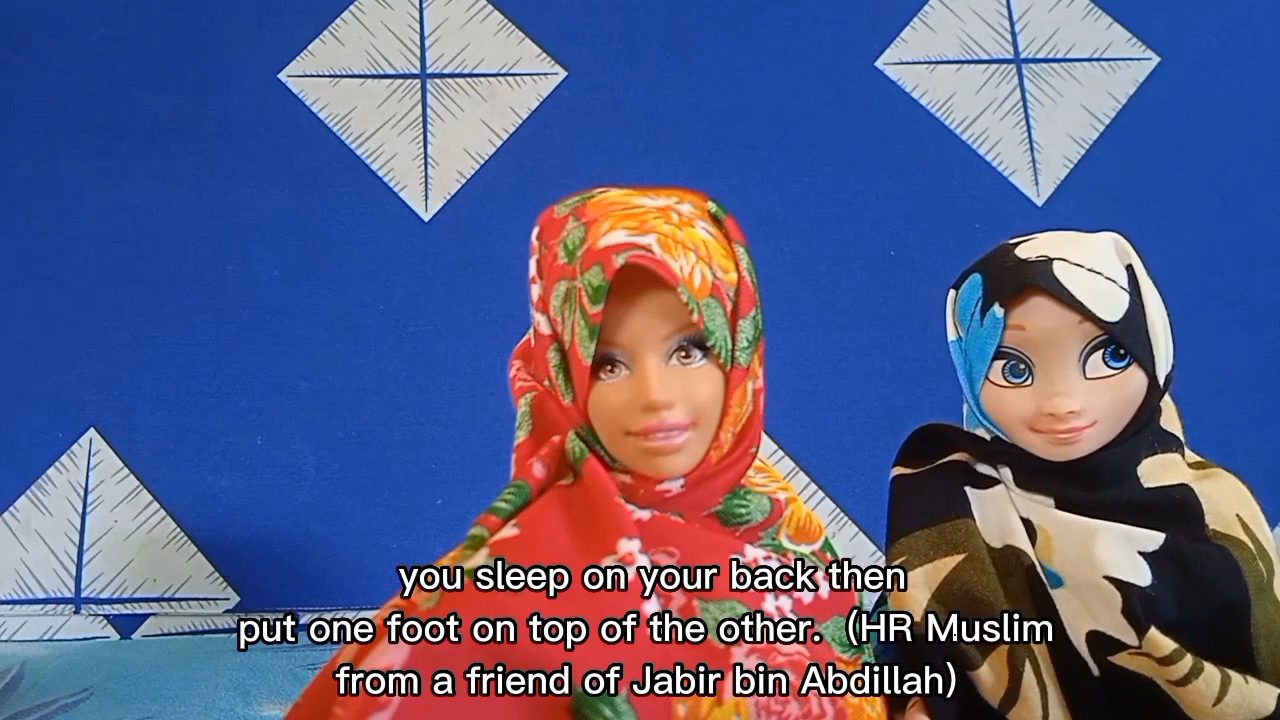 you sleep on your back then
put one foot on top of the other. (HR Muslim
from a friend of Jabir bin Abdillah)